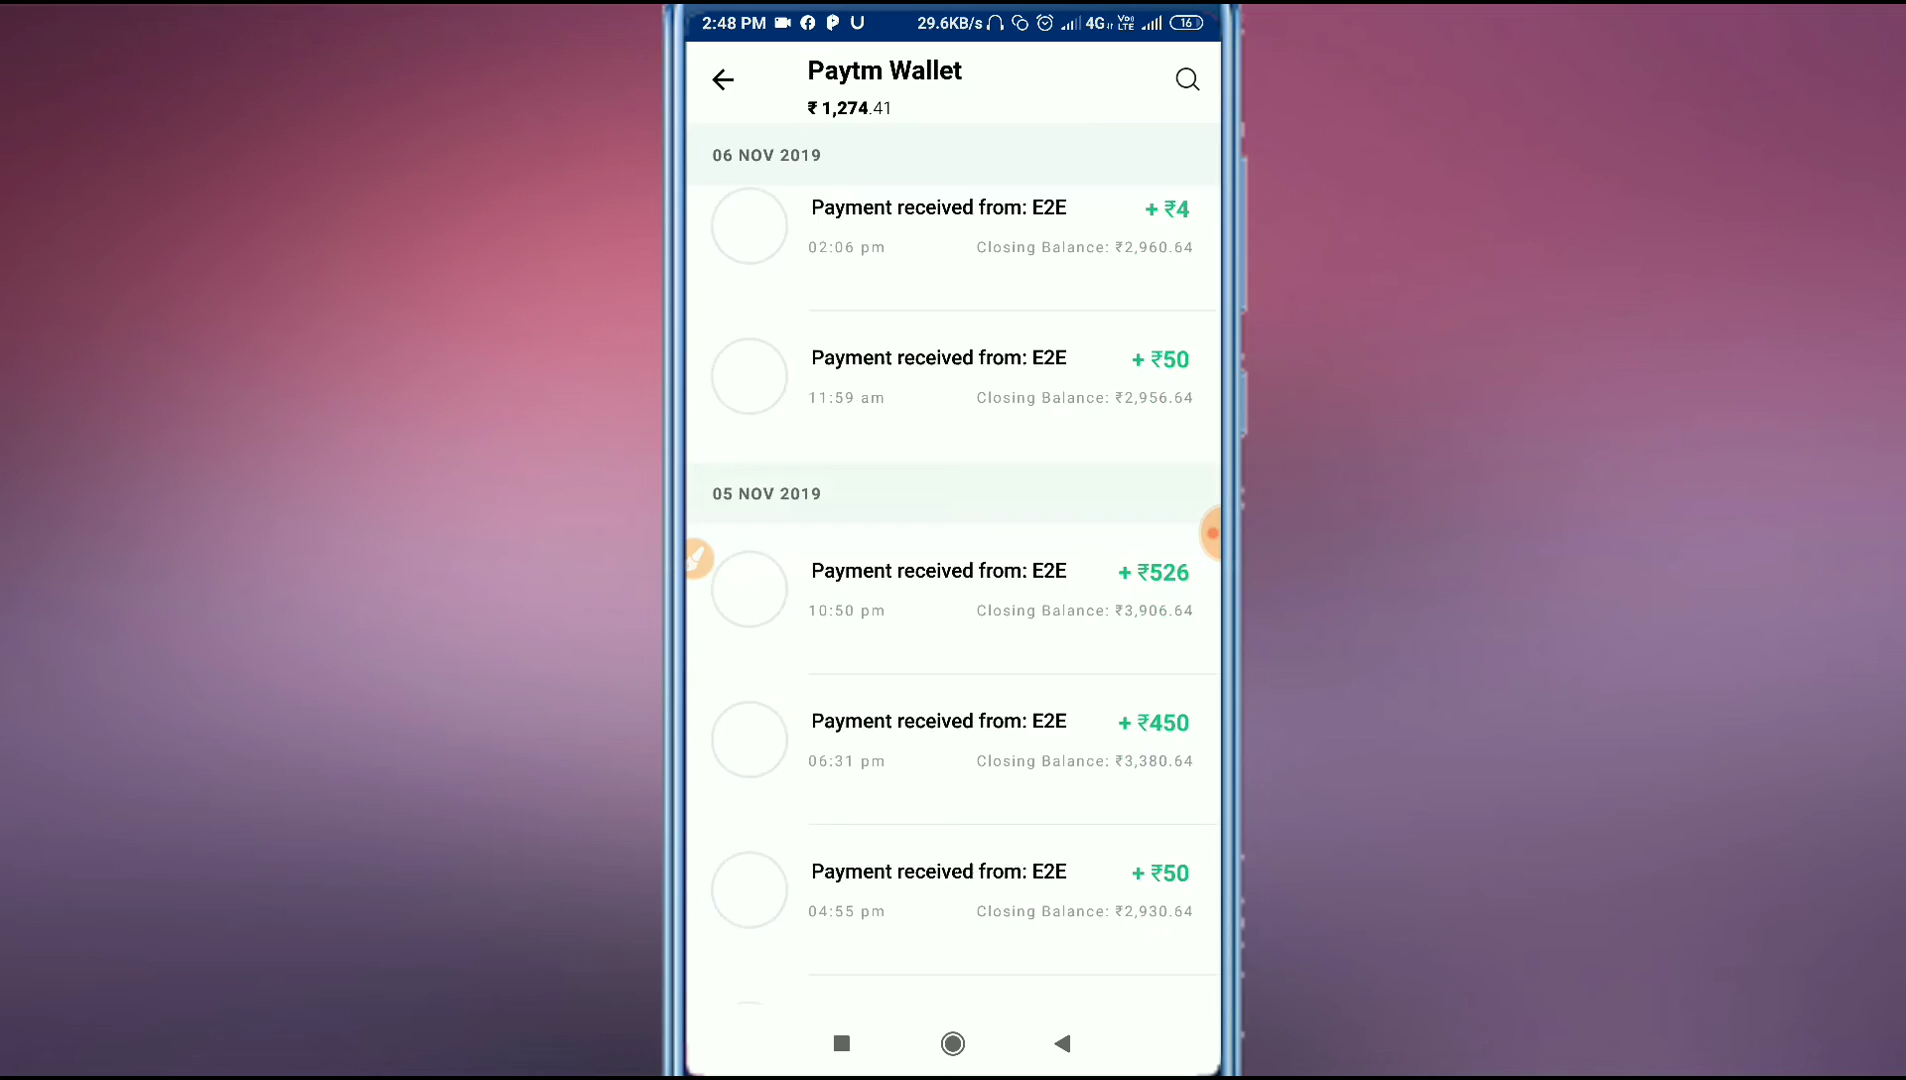 2:48 PM 29.6KB/s 4G Vo LTE 16
Paytm Wallet
₹ 1,274.41
06 NOV 2019
Payment received from: E2E + ₹4
02:06 pm Closing Balance: ₹2,960.64
Payment received from: E2E + ₹50
11:59 am Closing Balance: ₹2,956.64
05 NOV 2019
Payment received from: E2E + ₹526
10:50 pm Closing Balance: ₹3,906.64
Payment received from: E2E + ₹450
06:31 pm Closing Balance: ₹3,380.64
Payment received from: E2E + ₹50
04:55 pm Closing Balance: ₹2,930.64